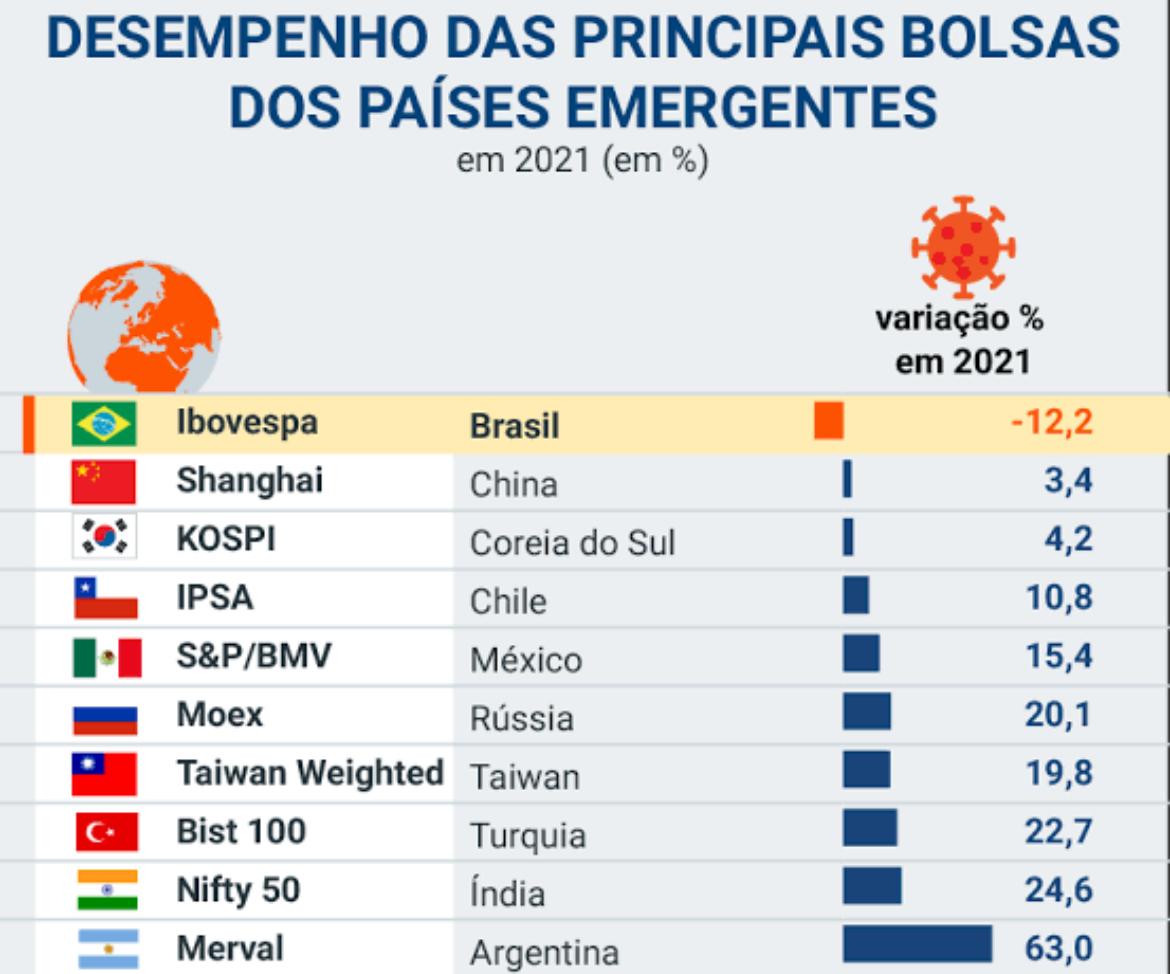 DESEMPENHO DAS PRINCIPAIS BOLSAS
DOS PAÍSES EMERGENTES
em 2021 (em %)
variação %
em 2021
Ibovespa Brasil -12,2
Shanghai China 3,4
KOSPI Coreia do Sul 4,2
IPSA Chile 10,8
S&P/BMV México 15,4
Moex Rússia 20,1
Taiwan Weighted Taiwan 19,8
Bist 100 Turquia 22,7
Nifty 50 Índia 24,6
Merval Argentina 63,0